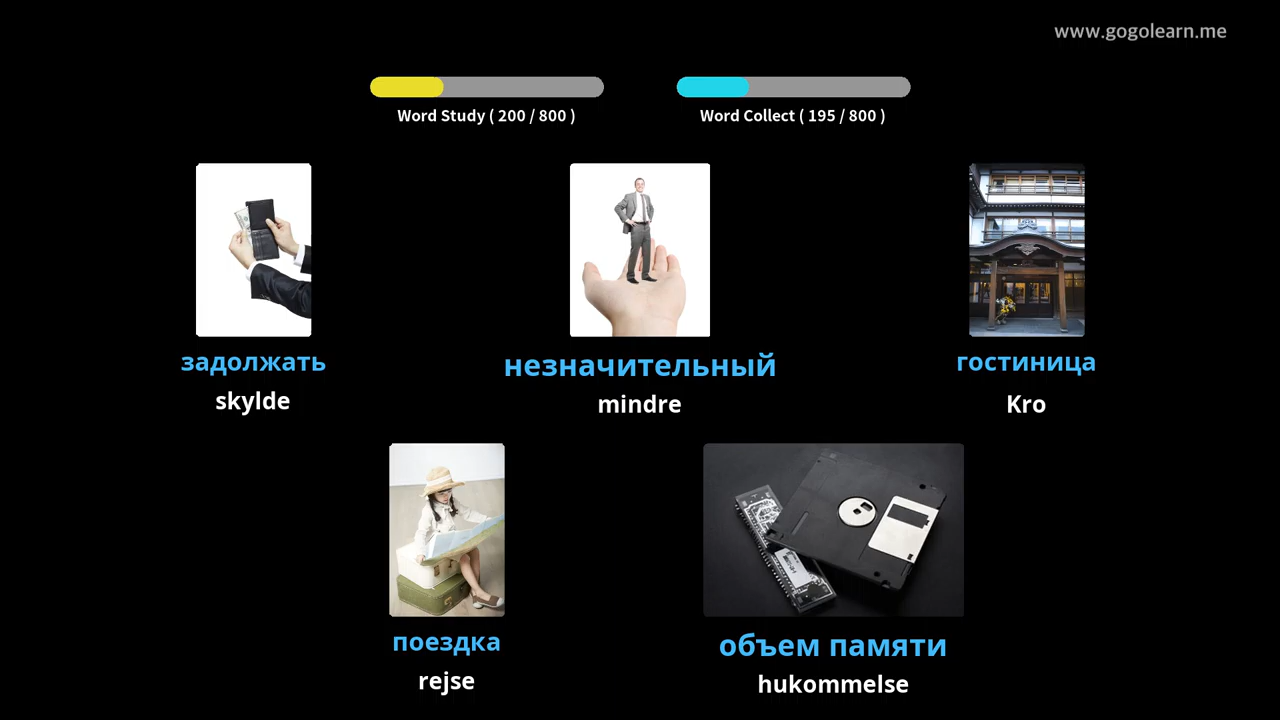 www.gogolearn.me
Word Study ( 200 / 800 )
Word Collect ( 195 / 800 )
задолжать
skylde
незначительный
mindre
гостиница
Kro
поездка
rejse
объем памяти
hukommelse